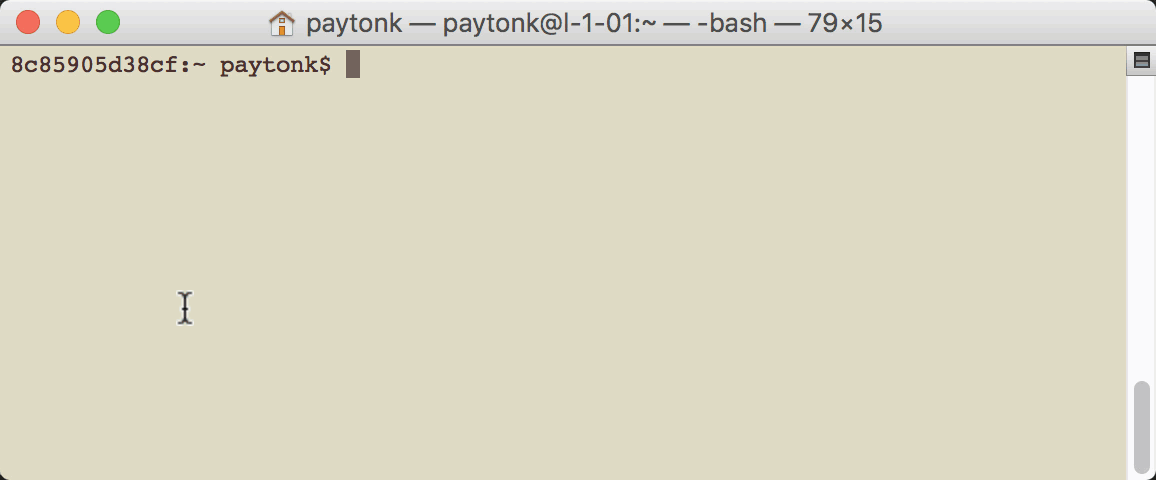 paytonk — paytonk@l-1-01:~ — -bash — 79×15
8c85905d38cf:~ paytonk$